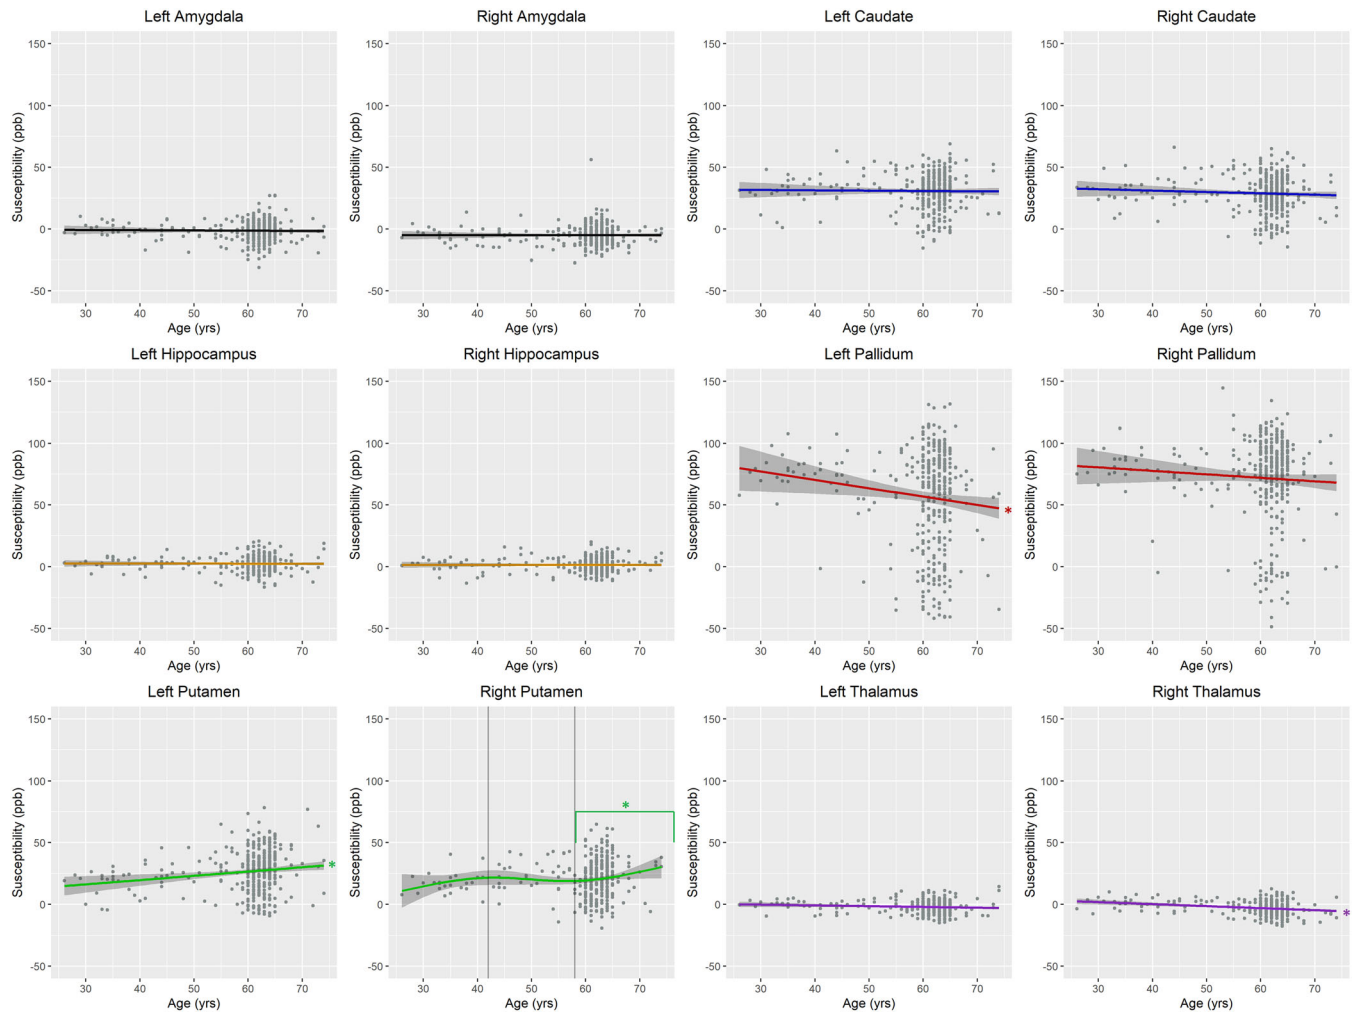 Left Amygdala
Right Amygdala
Left Caudate
Right Caudate
Susceptibility (ppb)
150
100
50
0
-50
30 40 50 60 70
Age (yrs)
Susceptibility (ppb)
150
100
50
0
-50
30 40 50 60 70
Age (yrs)
Susceptibility (ppb)
150
100
50
0
-50
30 40 50 60 70
Age (yrs)
Susceptibility (ppb)
150
100
50
0
-50
30 40 50 60 70
Age (yrs)
Left Hippocampus
Right Hippocampus
Left Pallidum
Right Pallidum
Susceptibility (ppb)
150
100
50
0
-50
30 40 50 60 70
Age (yrs)
Susceptibility (ppb)
150
100
50
0
-50
30 40 50 60 70
Age (yrs)
Susceptibility (ppb)
150
100
50
0
-50
*
30 40 50 60 70
Age (yrs)
Susceptibility (ppb)
150
100
50
0
-50
30 40 50 60 70
Age (yrs)
Left Putamen
Right Putamen
Left Thalamus
Right Thalamus
Susceptibility (ppb)
150
100
50
0
-50
*
30 40 50 60 70
Age (yrs)
Susceptibility (ppb)
150
100
50
0
-50
*
30 40 50 60 70
Age (yrs)
Susceptibility (ppb)
150
100
50
0
-50
30 40 50 60 70
Age (yrs)
Susceptibility (ppb)
150
100
50
0
-50
*
30 40 50 60 70
Age (yrs)